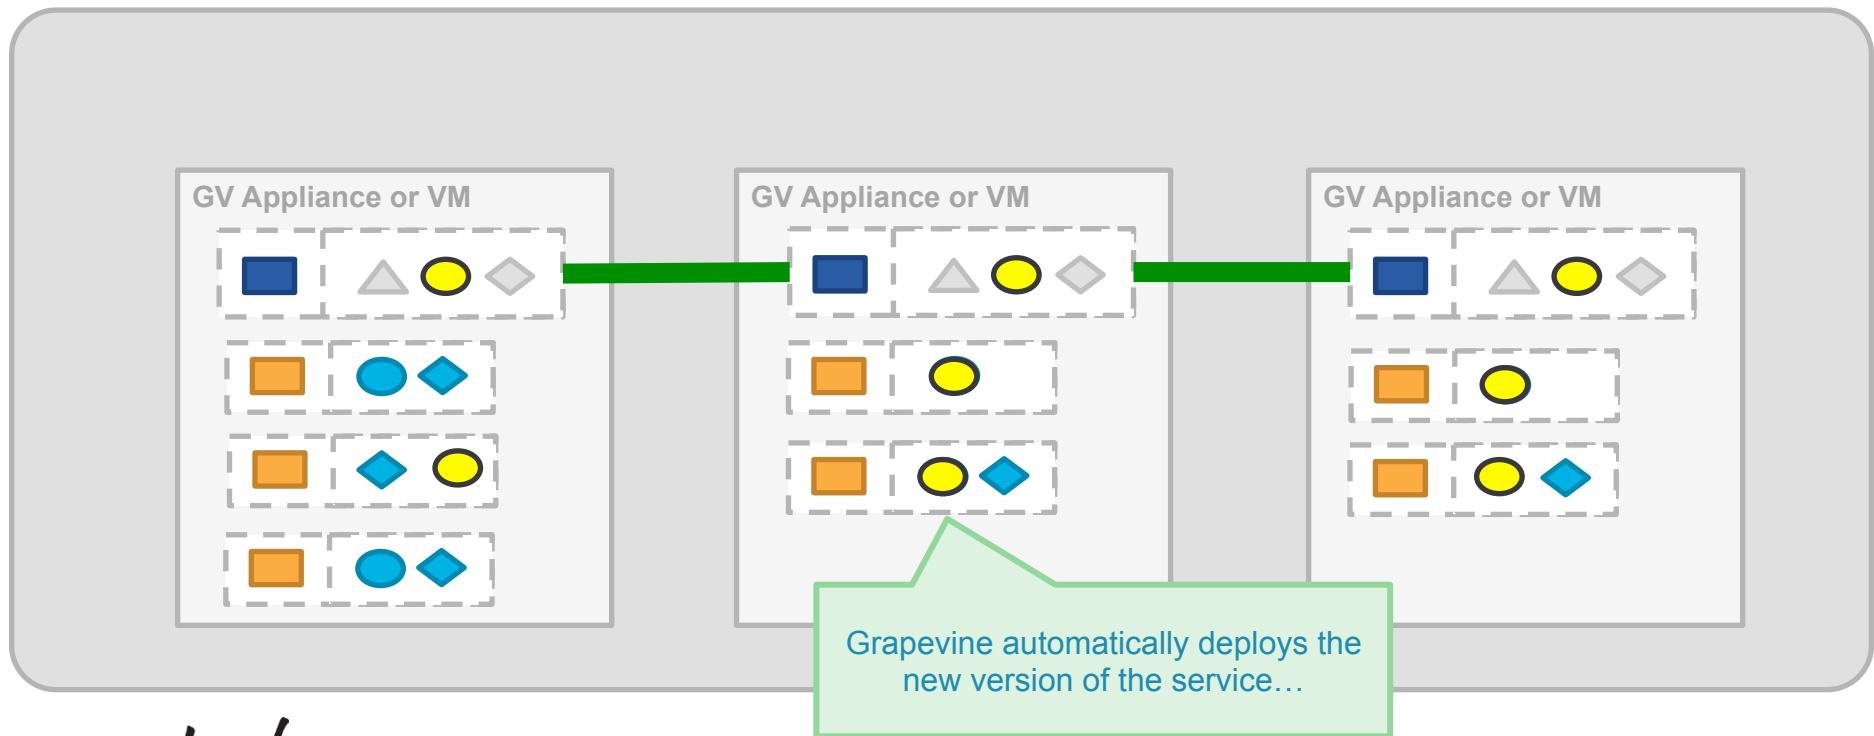 GV Appliance or VM
GV Appliance or VM
GV Appliance or VM
Grapevine automatically deploys the
new version of the service…